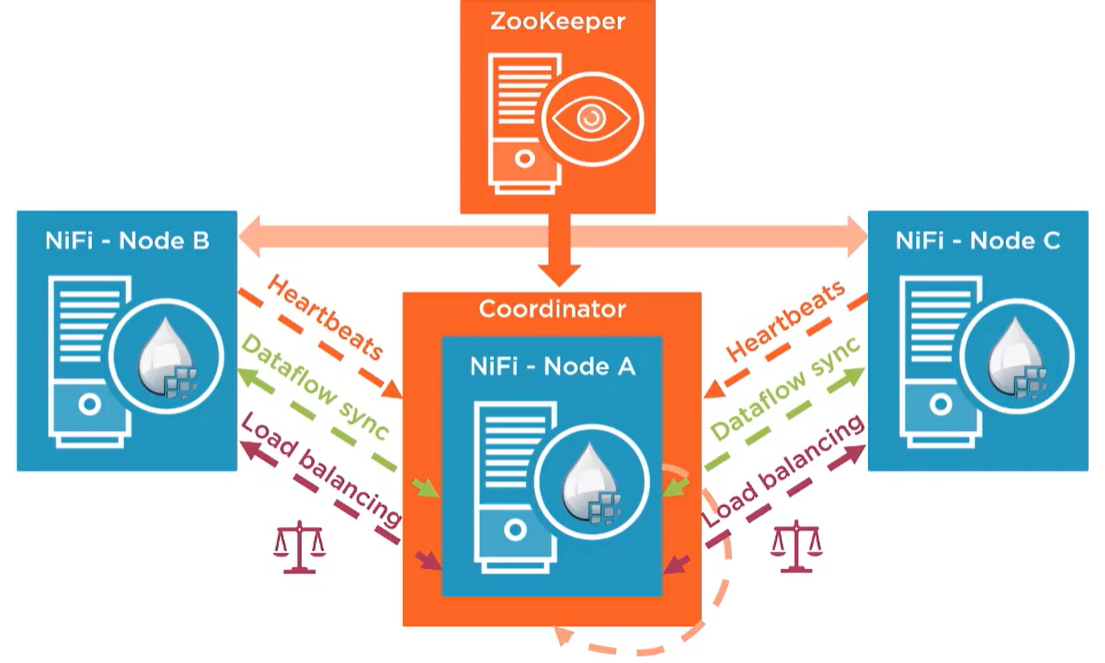 ZooKeeper
NiFi - Node B
NiFi - Node C
Heartbeats
Heartbeats
Coordinator
Dataflow sync
NiFi - Node A
Dataflow sync
Load balancing
Load balancing